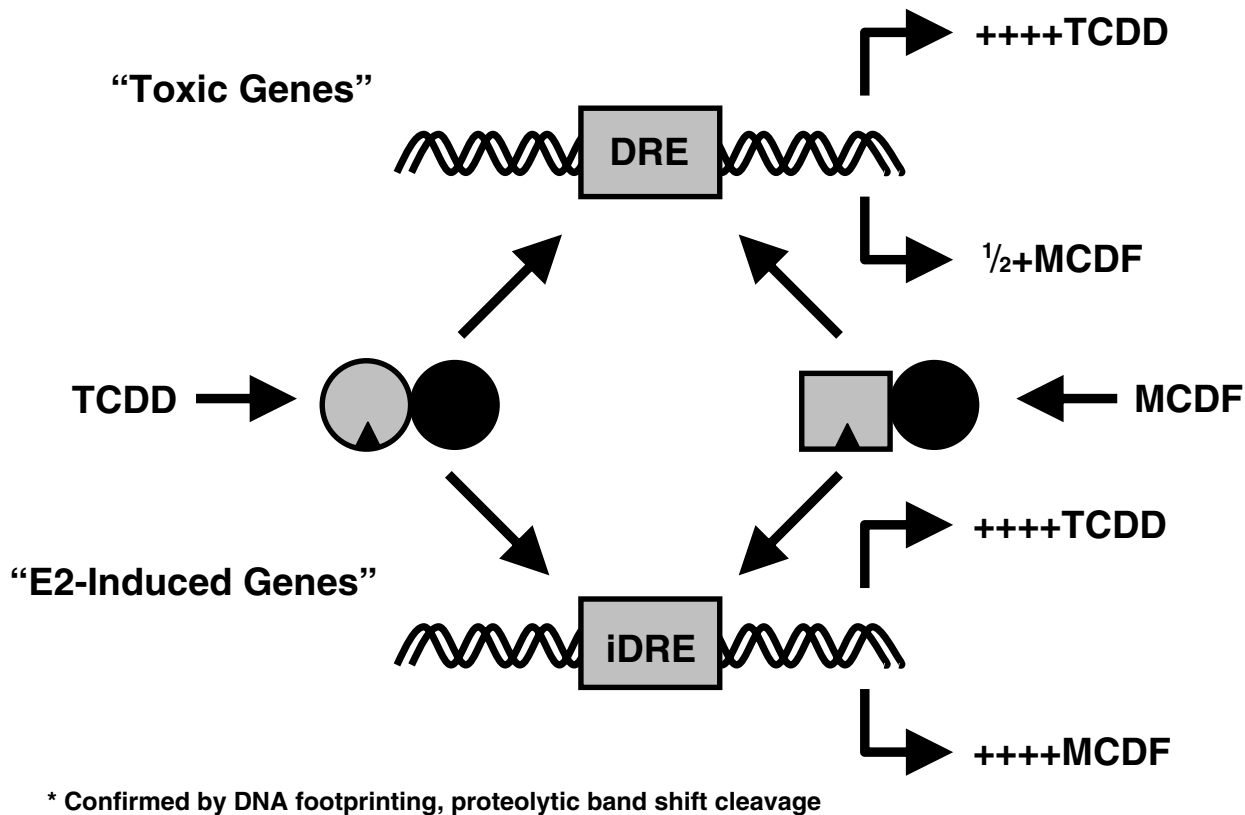 ++++TCDD
“Toxic Genes”
DRE
½+MCDF
TCDD
MCDF
++++TCDD
“E2-Induced Genes”
iDRE
++++MCDF
* Confirmed by DNA footprinting, proteolytic band shift cleavage